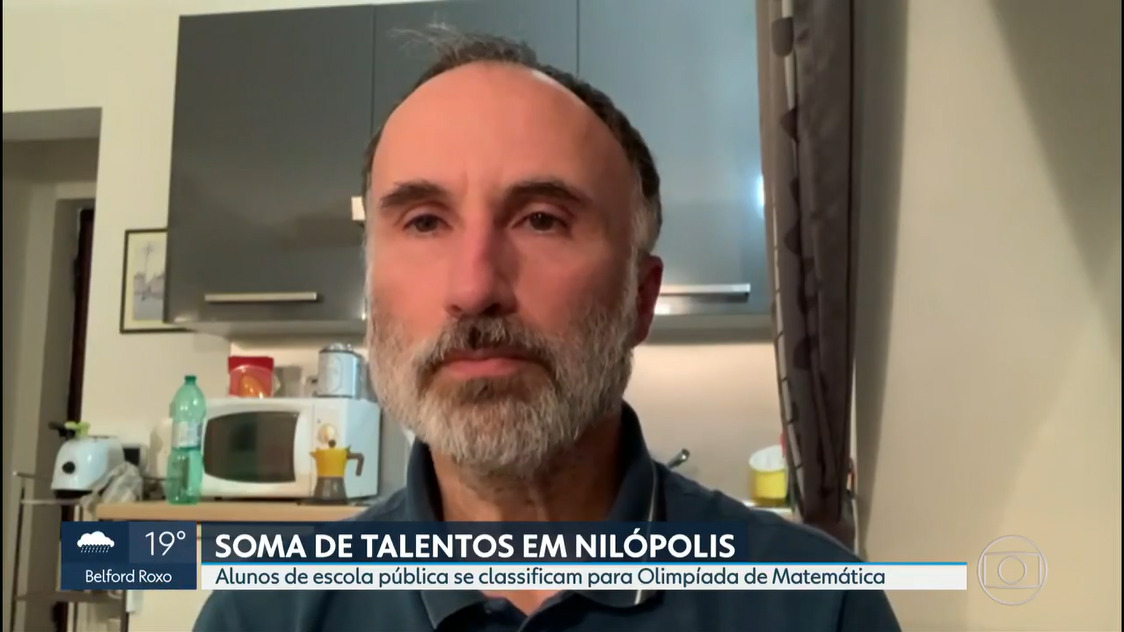 19°
Belford Roxo
SOMA DE TALENTOS EM NILÓPOLIS
Alunos de escola pública se classificam para Olimpíada de Matemática